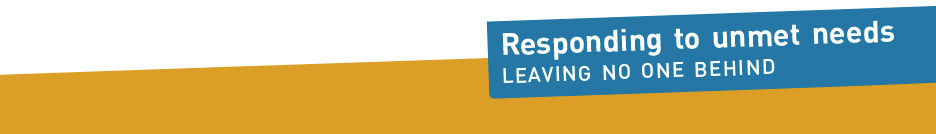 Responding to unmet needs
LEAVING NO ONE BEHIND